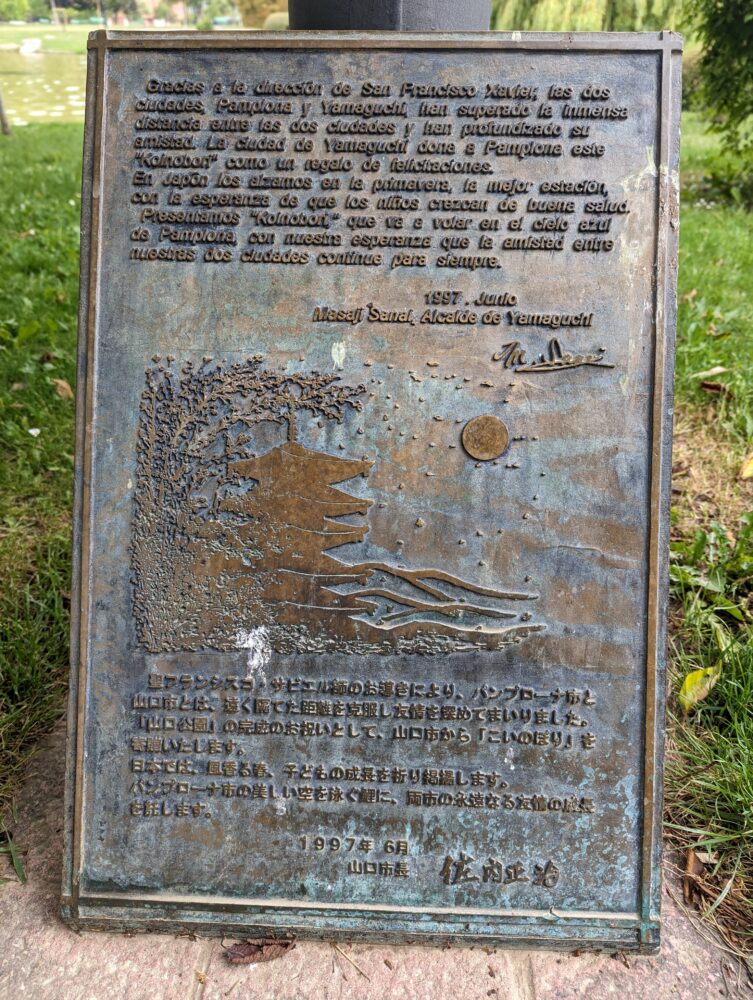 Gracias a la dirección de San Francisco Xavier, las dos
ciudades, Pamplona y Yamaguchi, han superado la inmensa
distancia entre las dos ciudades y han profundizado su
amistad. La ciudad de Yamaguchi dona a Pamplona este
"Koinobori" como un regalo de felicitaciones.
En Japón los alzamos en la primavera, la mejor estación,
con la esperanza de que los niños crezcan de buena salud.
Presentamos "Koinobori," que va a volar en el cielo azul
de Pamplona, con nuestra esperanza que la amistad entre
nuestras dos ciudades continue para siempre.
1997 . Junio
Masaji Sanai, Alcalde de Yamaguchi
聖フランシスコ・サビエル師のお導きにより、パンプローナ市と
山口市とは、遠く隔てた距離を克服し友情を深めてまいりました。
「山口公園」の完成のお祝いとして、山口市から「こいのぼり」を
寄贈いたします。
日本では、風香る春、子どもの成長を祈り掲揚します。
パンプローナ市の美しい空を泳ぐ鯉に、両市の永遠なる友情の成長
を託します。
1997年 6月
山口市長 佐内正治